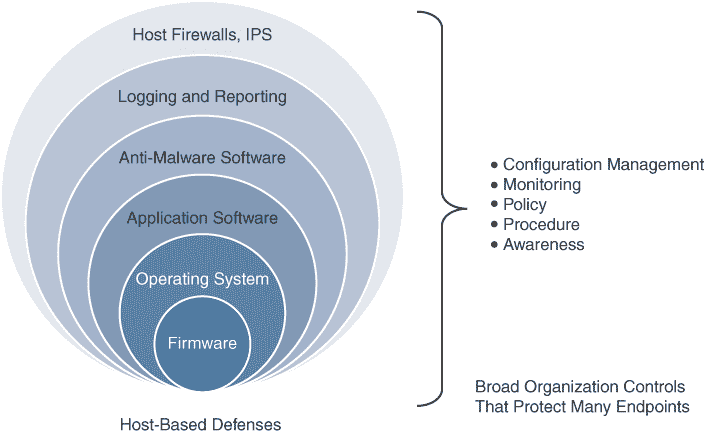 Host Firewalls, IPS
Logging and Reporting
Anti-Malware Software
Application Software
Operating System
Firmware
Host-Based Defenses
• Configuration Management
• Monitoring
• Policy
• Procedure
• Awareness
Broad Organization Controls
That Protect Many Endpoints